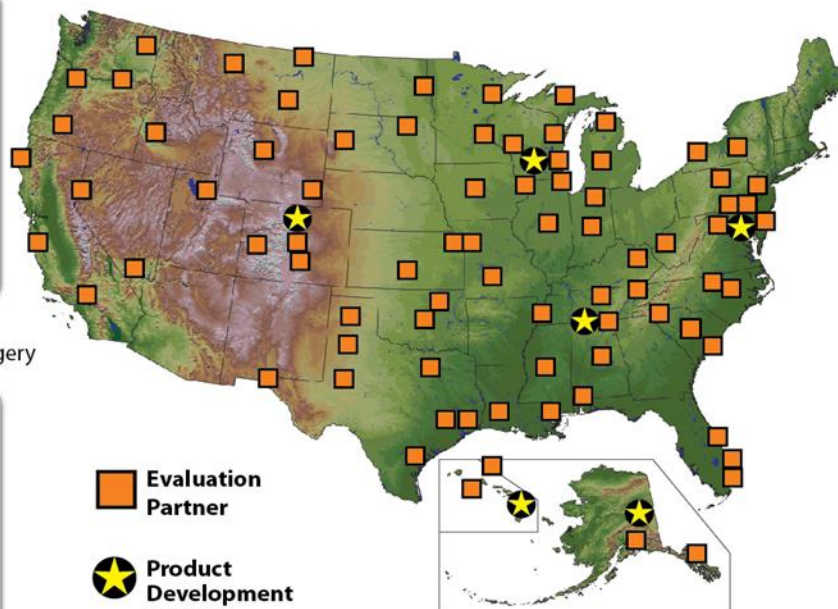 gery
Evaluation
Partner
Product
Development